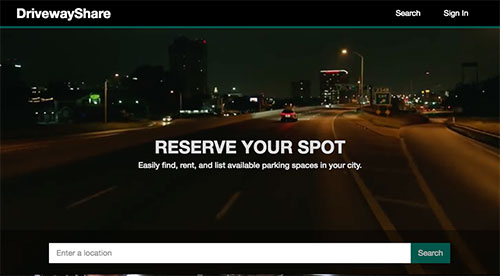 DrivewayShare
Search
Sign In
RESERVE YOUR SPOT
Easily find, rent, and list available parking spaces in your city.
Enter a location
Search